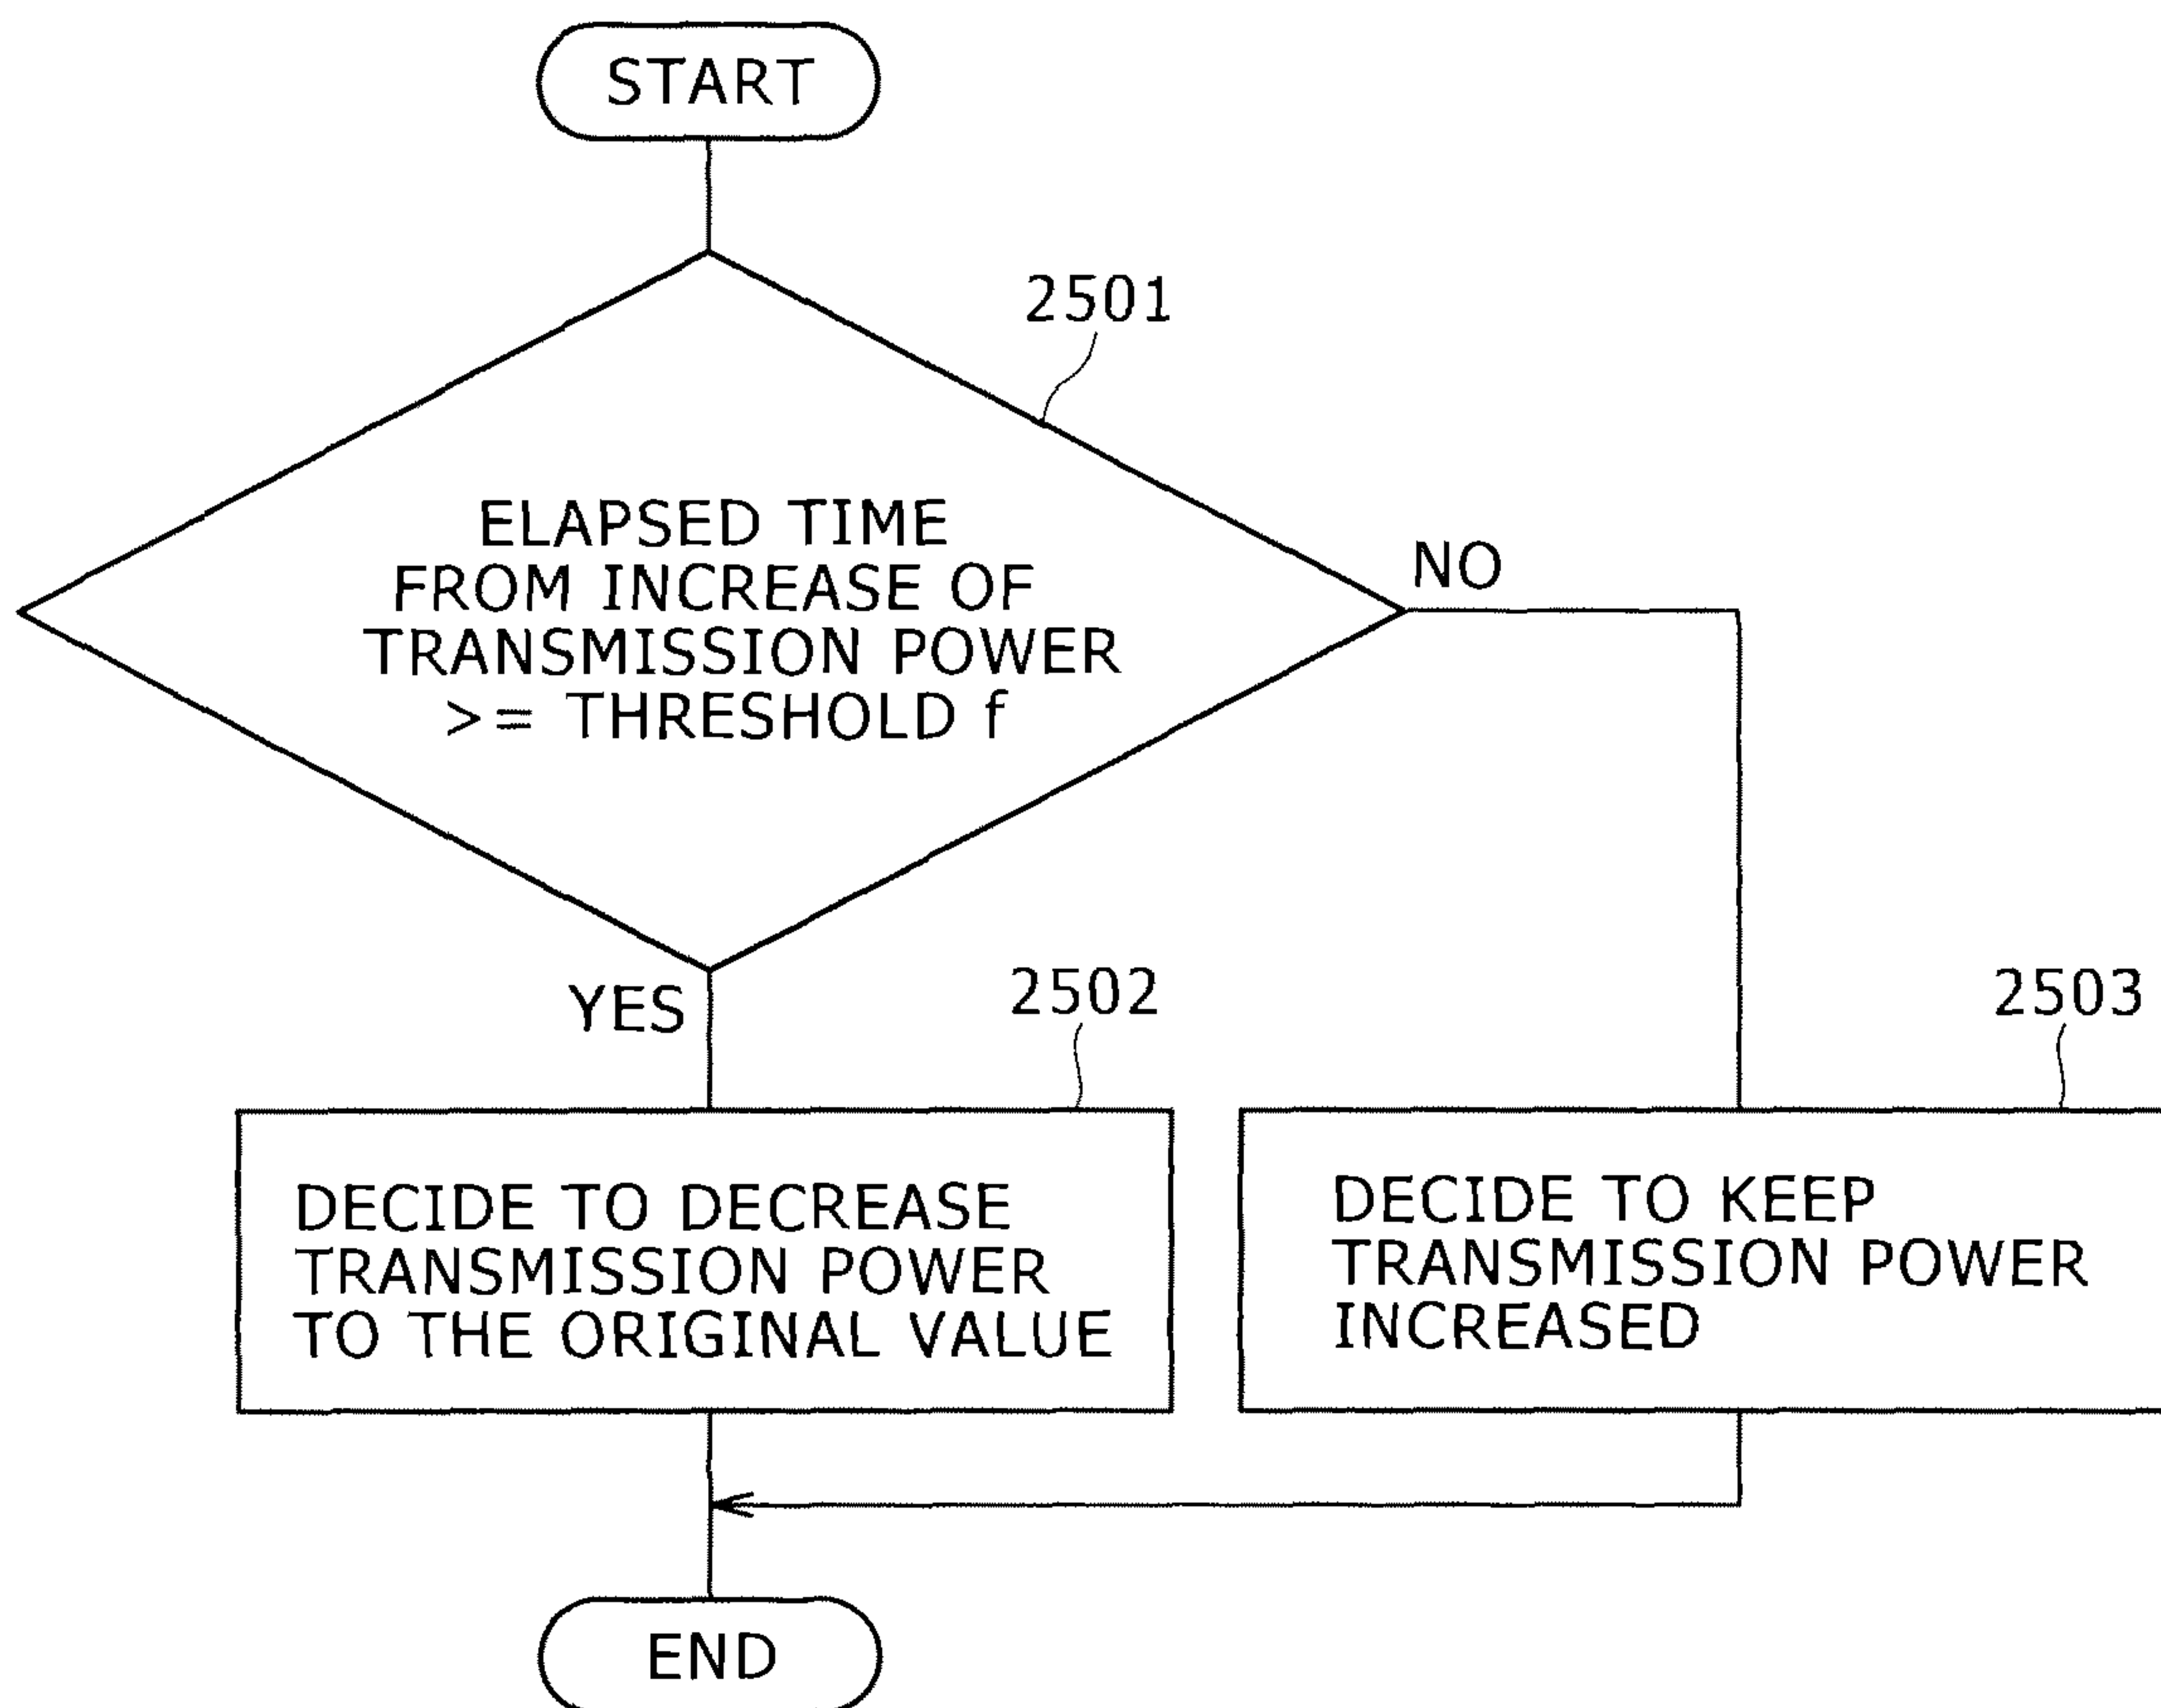 START
2501
ELAPSED TIME
FROM INCREASE OF
TRANSMISSION POWER
>= THRESHOLD f
NO
YES
2502
DECIDE TO DECREASE
TRANSMISSION POWER
TO THE ORIGINAL VALUE
2503
DECIDE TO KEEP
TRANSMISSION POWER
INCREASED
END